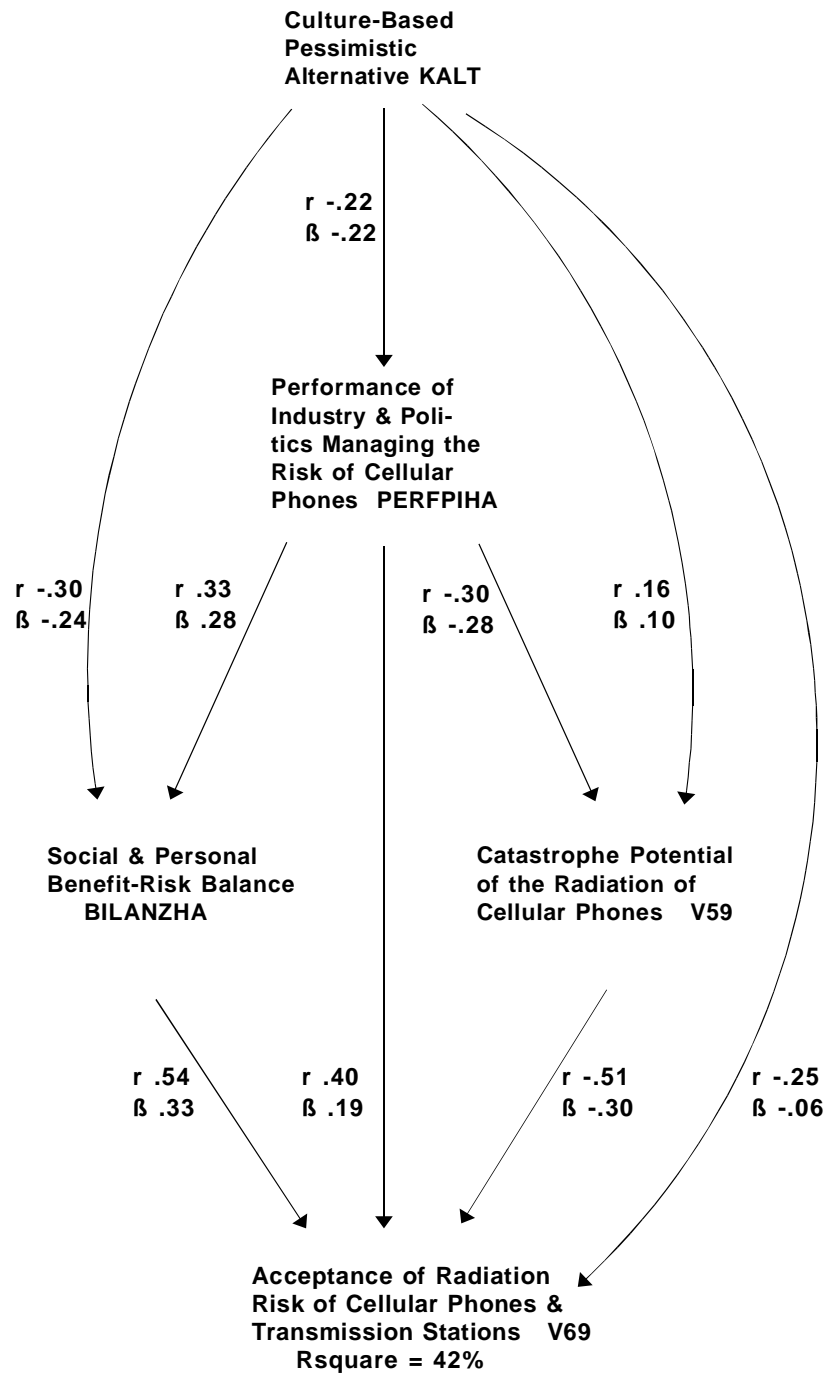 Culture-Based
Pessimistic
Alternative KALT
r -.22
ß -.22
Performance of
Industry & Poli-
tics Managing the
Risk of Cellular
Phones PERFPIHA
r -.30
ß -.24
r .33
ß .28
r -.30
ß -.28
r .16
ß .10
Social & Personal
Benefit-Risk Balance
BILANZHA
Catastrophe Potential
of the Radiation of
Cellular Phones V59
r .54
ß .33
r .40
ß .19
r -.51
ß -.30
r -.25
ß -.06
Acceptance of Radiation
Risk of Cellular Phones &
Transmission Stations V69
Rsquare = 42%